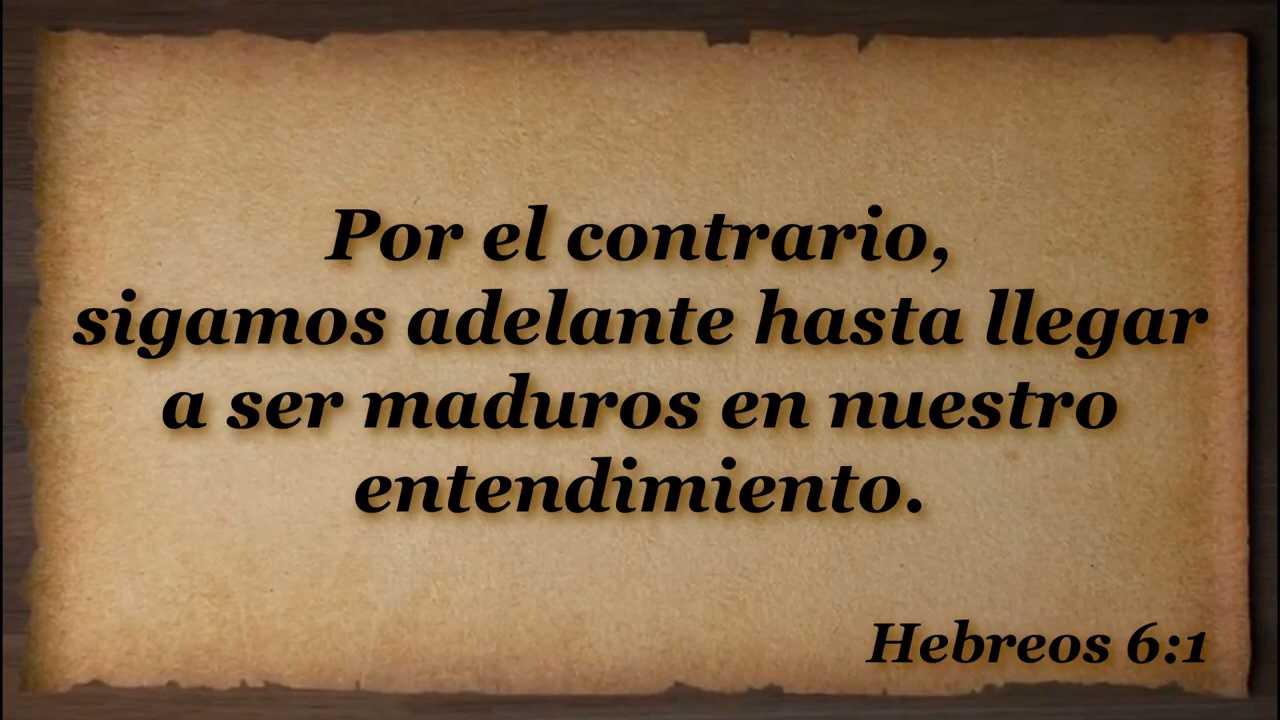 Por el contrario,
sigamos adelante hasta llegar
a ser maduros en nuestro
entendimiento.
Hebreos 6:1